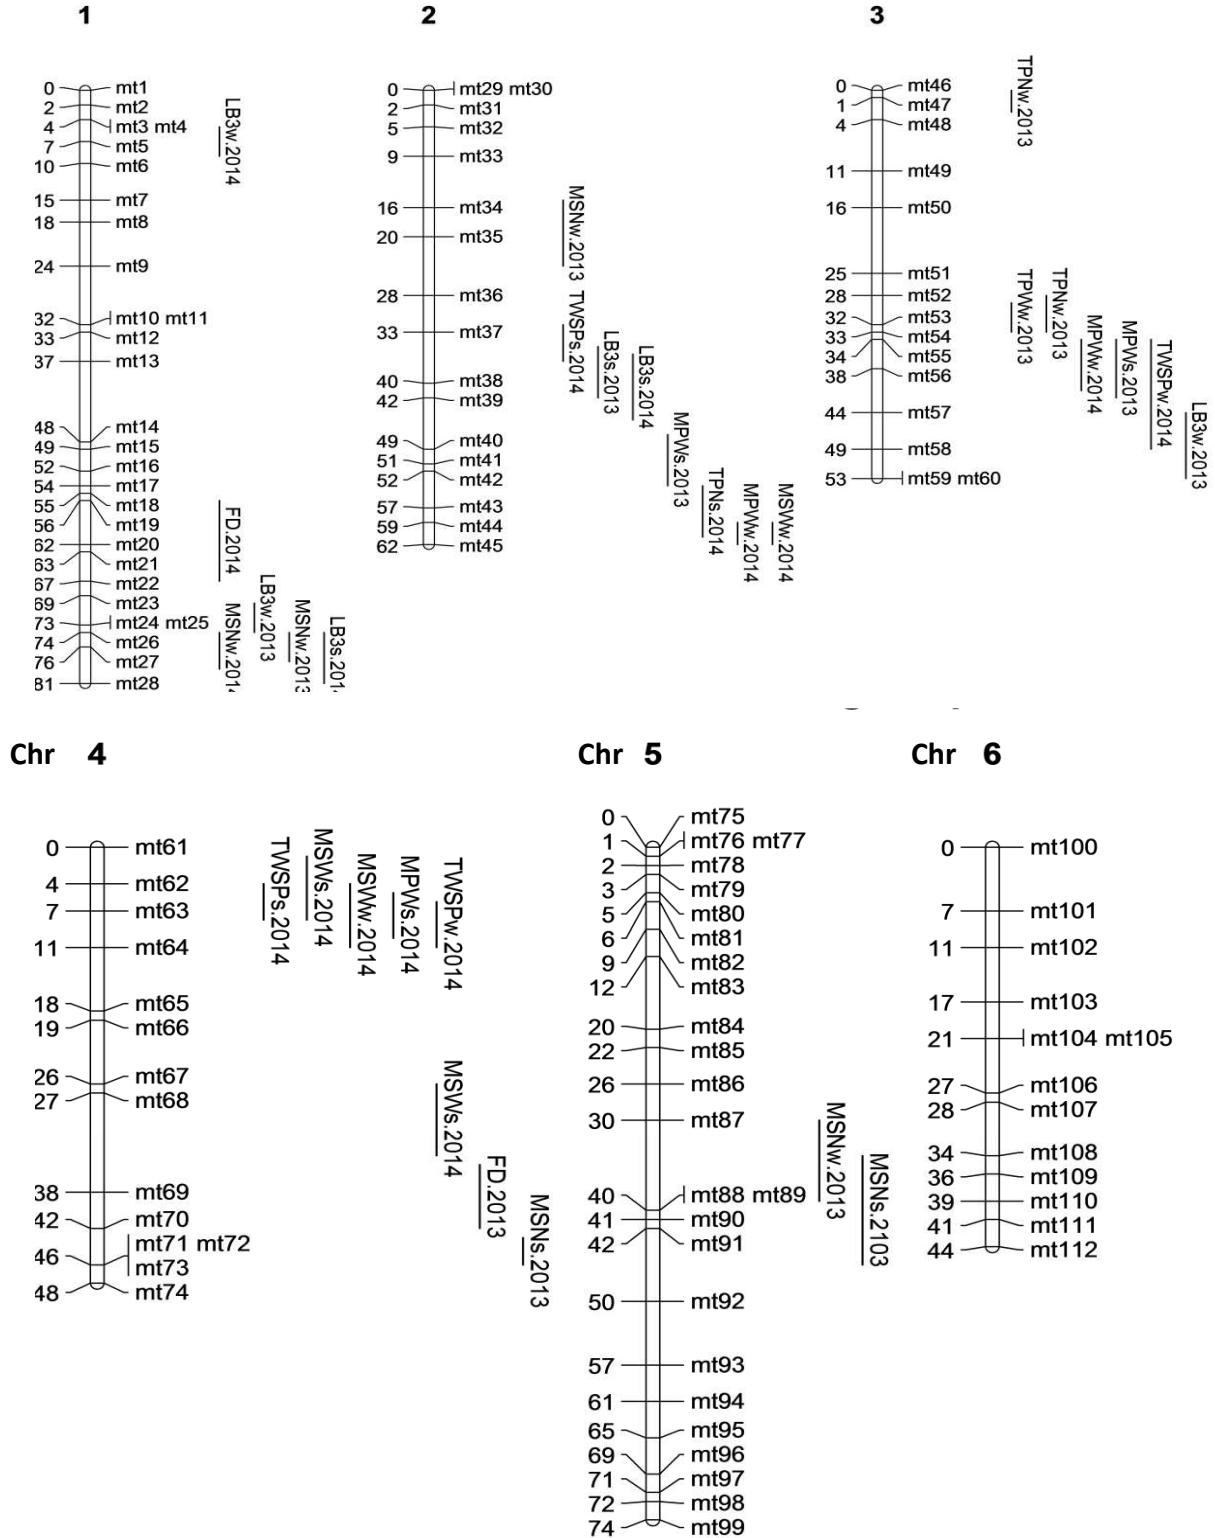 1
0 mt1
2 mt2
4 mt3 mt4
7 mt5
10 mt6
15 mt7
18 mt8
24 mt9
32 mt10 mt11
33 mt12
37 mt13
48 mt14
49 mt15
52 mt16
54 mt17
55 mt18
56 mt19
62 mt20
63 mt21
67 mt22
69 mt23
73 mt24 mt25
74 mt26
76 mt27
81 mt28
LB3w.2014
FD.2014
MSNw.2014
LB3w.2013
MSNw.2013
LB3s.201
2
0 mt29 mt30
2 mt31
5 mt32
9 mt33
16 mt34
20 mt35
28 mt36
33 mt37
40 mt38
42 mt39
49 mt40
51 mt41
52 mt42
57 mt43
59 mt44
62 mt45
MSNw.2013
TWSPs.2014
LB3s.2013
LB3s.2014
MPWs.2013
TPNs.2014
MPWw.2014
MSWw.2014
3
0 mt46
1 mt47
4 mt48
11 mt49
16 mt50
25 mt51
28 mt52
32 mt53
33 mt54
34 mt55
38 mt56
44 mt57
49 mt58
53 mt59 mt60
TPNw.2013
TPWw.2013
TPNw.2013
MPWw.2014
MPWs.2013
TWSPw.2014
LB3w.2013
Chr 4
0 mt61
4 mt62
7 mt63
11 mt64
18 mt65
19 mt66
26 mt67
27 mt68
38 mt69
42 mt70
mt71 mt72
46 mt73
48 mt74
TWSPs.2014
MSWs.2014
MSWw.2014
MPWs.2014
TWSPw.2014
MSWs.2014
FD.2013
MSNs.2013
Chr 5
0 mt75
1 mt76 mt77
2 mt78
3 mt79
5 mt80
6 mt81
9 mt82
12 mt83
20 mt84
22 mt85
26 mt86
30 mt87
40 mt88 mt89
41 mt90
42 mt91
50 mt92
57 mt93
61 mt94
65 mt95
69 mt96
71 mt97
72 mt98
74 mt99
MSNw.2013
MSNs.2103
Chr 6
0 mt100
7 mt101
11 mt102
17 mt103
21 mt104 mt105
27 mt106
28 mt107
34 mt108
36 mt109
39 mt110
41 mt111
44 mt112